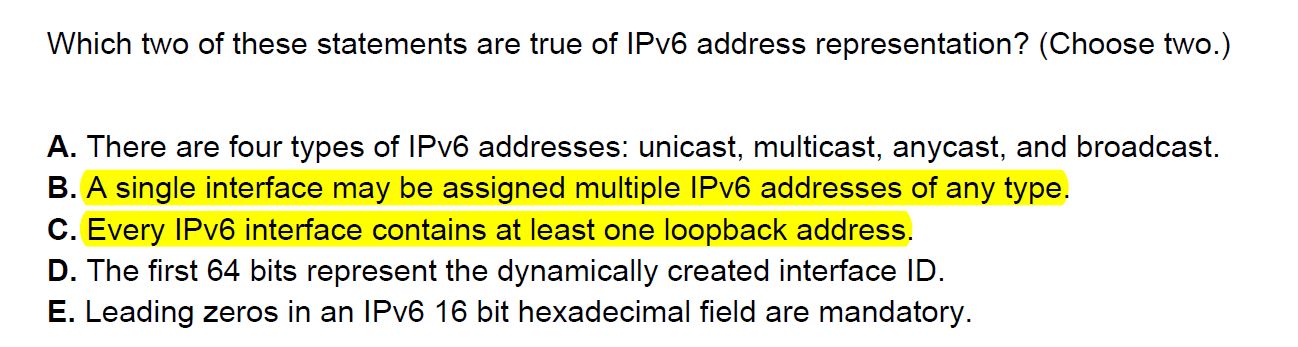 Which two of these statements are true of IPv6 address representation? (Choose two.)
A. There are four types of IPv6 addresses: unicast, multicast, anycast, and broadcast.
B. A single interface may be assigned multiple IPv6 addresses of any type.
C. Every IPv6 interface contains at least one loopback address.
D. The first 64 bits represent the dynamically created interface ID.
E. Leading zeros in an IPv6 16 bit hexadecimal field are mandatory.